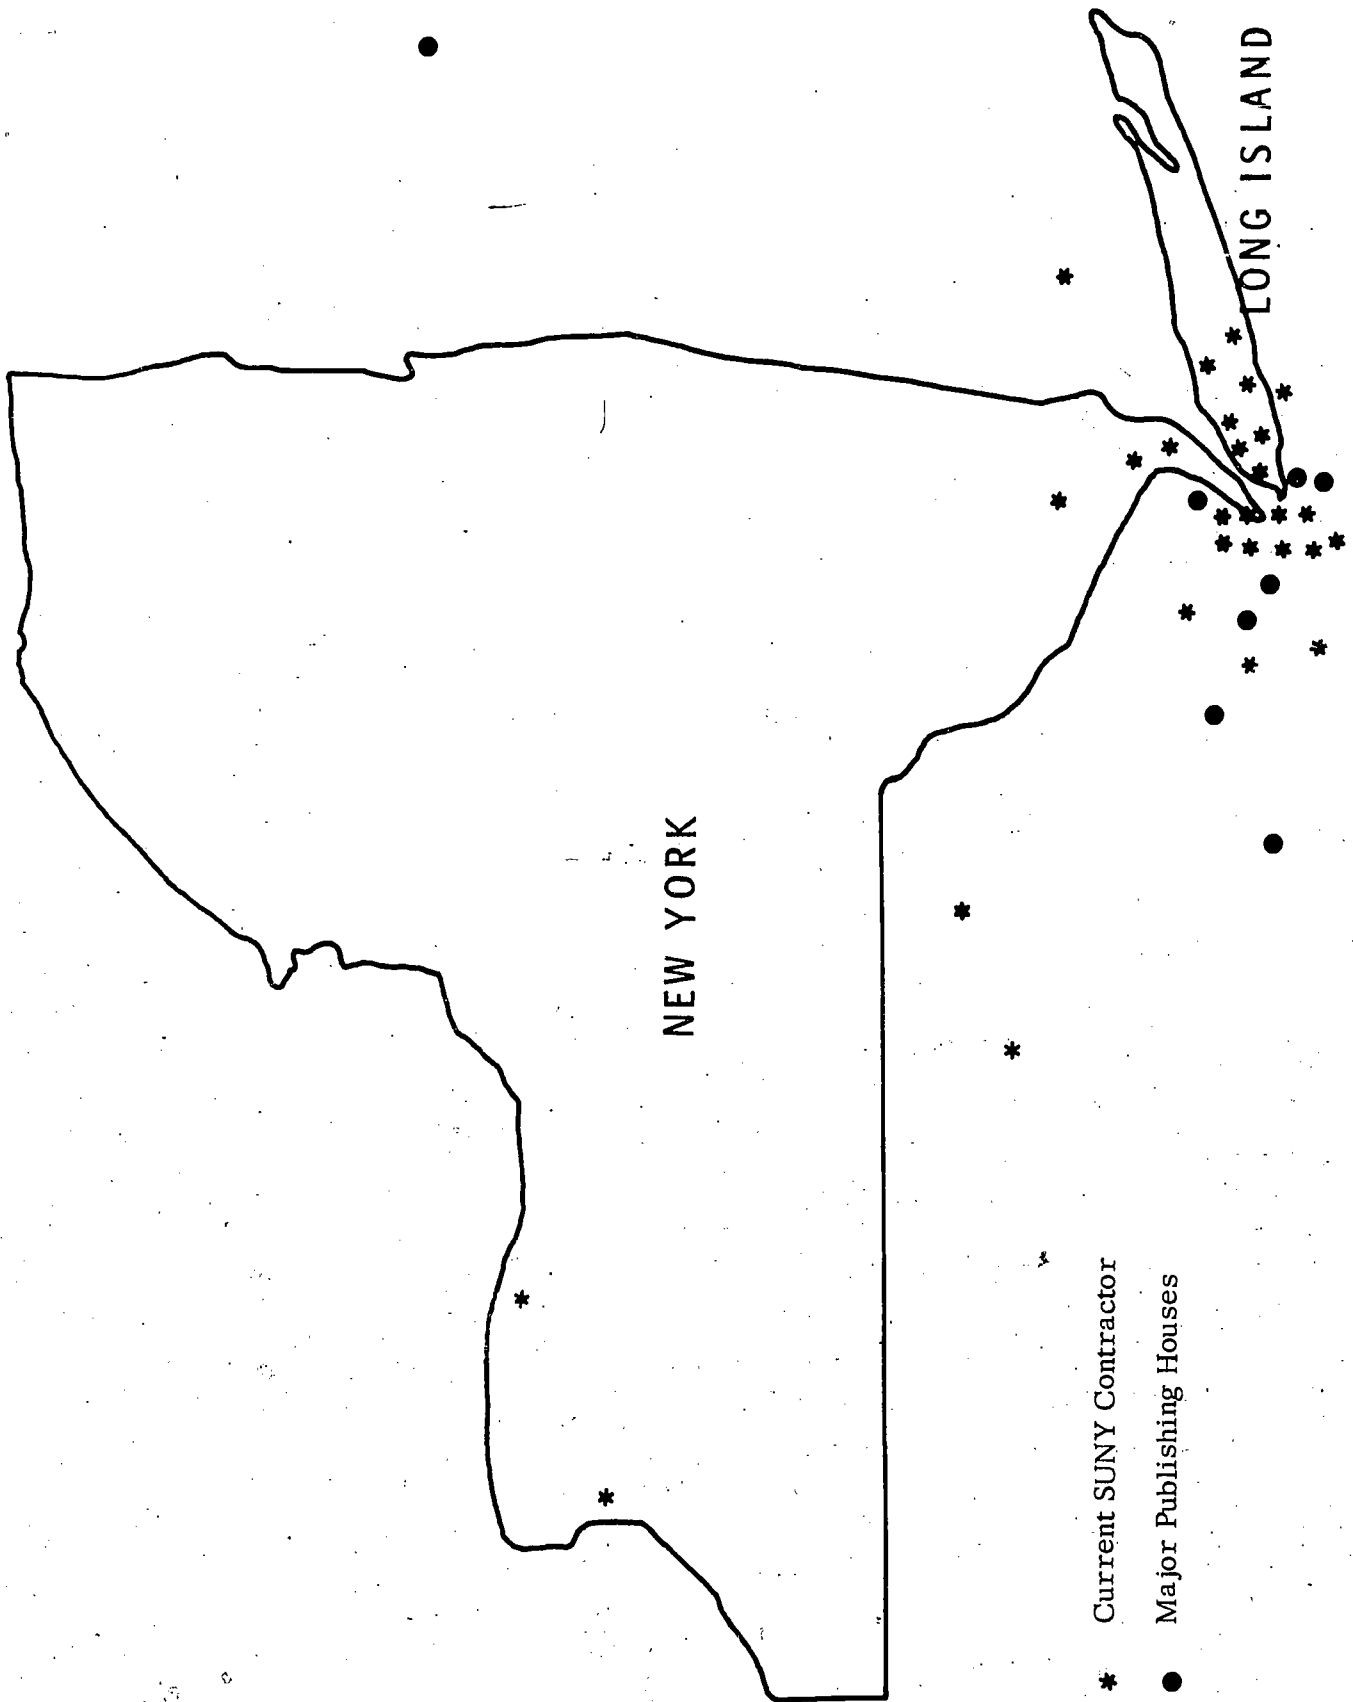 NEW YORK
LONG ISLAND
* Current SUNY Contractor
● Major Publishing Houses